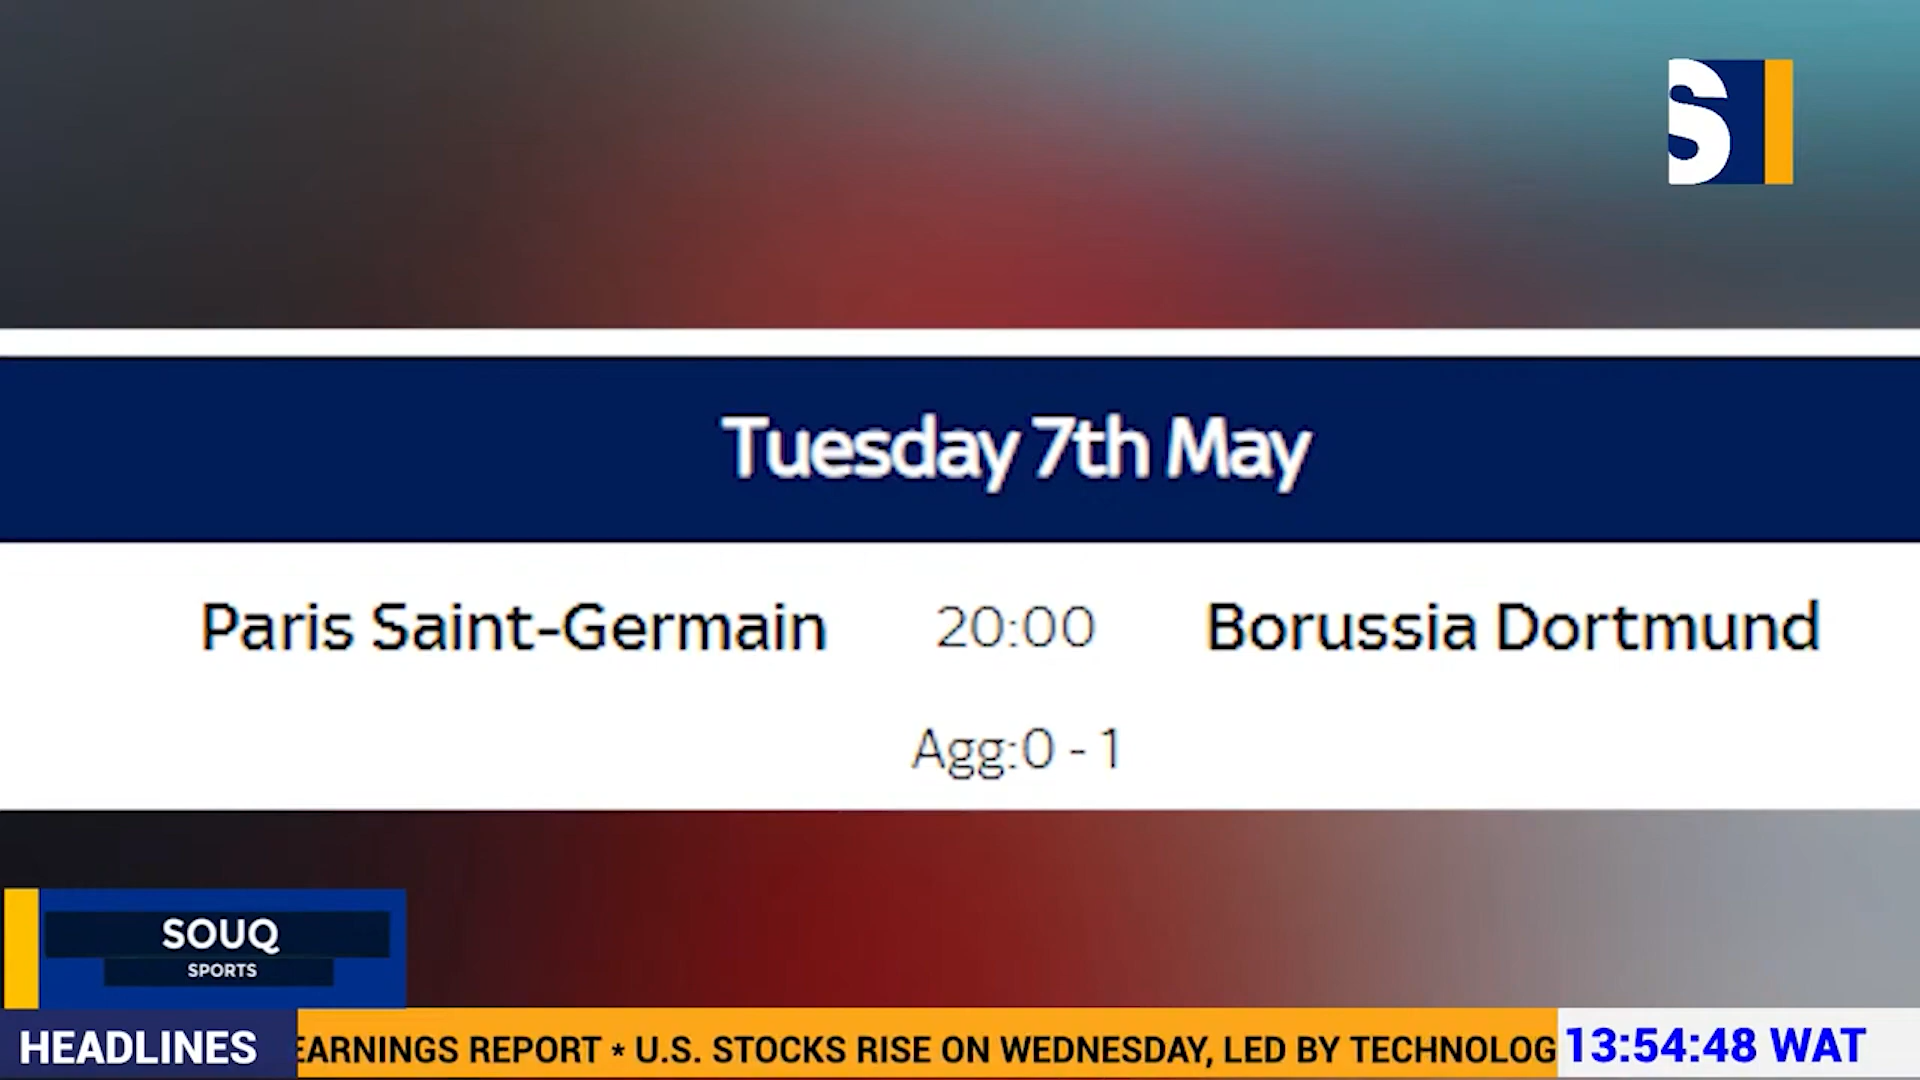 S
Tuesday 7th May
Paris Saint-Germain 20:00 Borussia Dortmund
Agg:0 - 1
SOUQ
SPORTS
HEADLINES EARNINGS REPORT * U.S. STOCKS RISE ON WEDNESDAY, LED BY TECHNOLOG 13:54:48 WAT